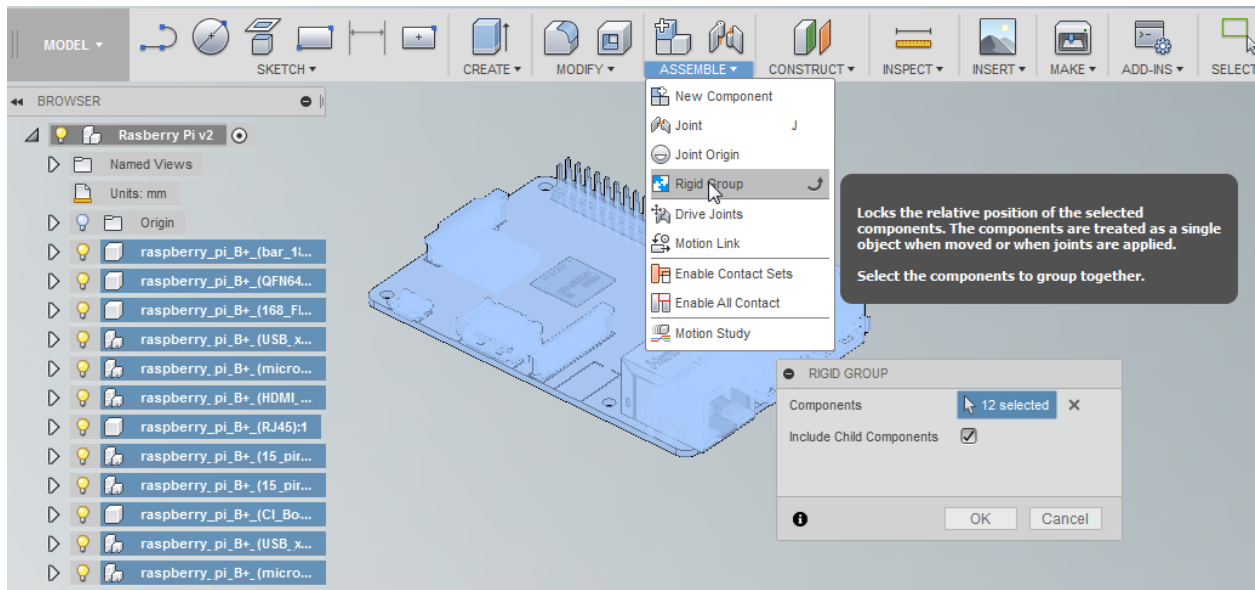 MODEL
SKETCH
CREATE
MODIFY
ASSEMBLE
CONSTRUCT
INSPECT
INSERT
MAKE
ADD-INS
SELECT
BROWSER
Rasberry Pi v2
Named Views
Units: mm
Origin
raspberry_pi_B+_(bar_1...
raspberry_pi_B+_(QFN64...
raspberry_pi_B+_(168_Fl...
raspberry_pi_B+_(USB_x...
raspberry_pi_B+_(micro...
raspberry_pi_B+_(HDMI_...
raspberry_pi_B+_(RJ45):1
raspberry_pi_B+_(15_pir...
raspberry_pi_B+_(15_pir...
raspberry_pi_B+_(CI_Bo...
raspberry_pi_B+_(USB_x...
raspberry_pi_B+_(micro...
New Component
Joint J
Joint Origin
Rigid Group
Drive Joints
Motion Link
Enable Contact Sets
Enable All Contact
Motion Study
Locks the relative position of the selected
components. The components are treated as a single
object when moved or when joints are applied.
Select the components to group together.
RIGID GROUP
Components 12 selected
Include Child Components
OK Cancel